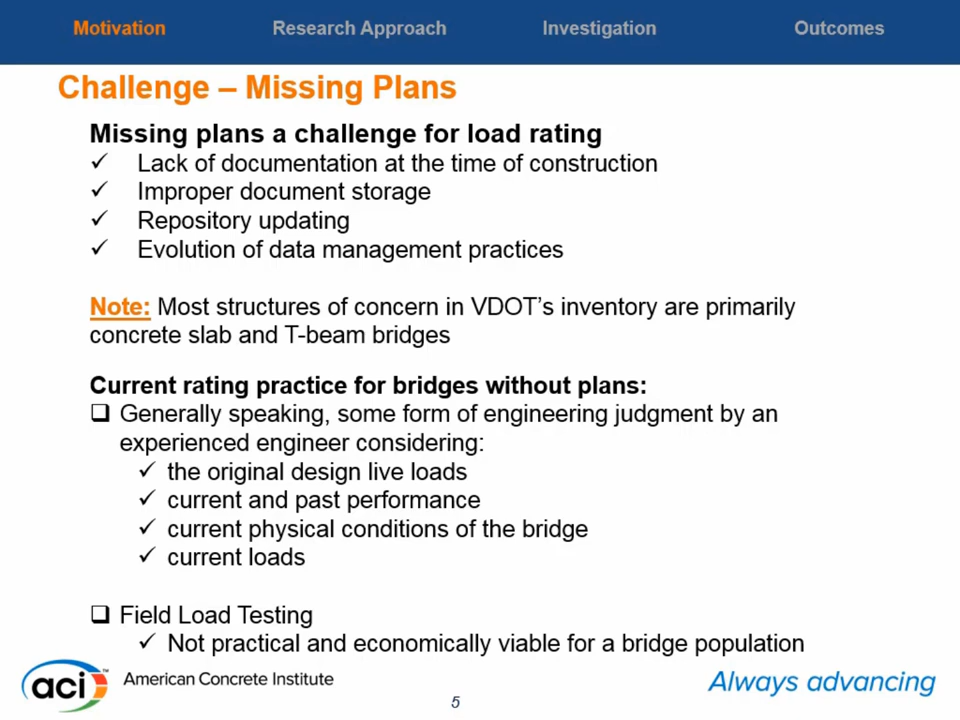 Motivation Research Approach Investigation Outcomes
Challenge – Missing Plans
Missing plans a challenge for load rating
✓ Lack of documentation at the time of construction
✓ Improper document storage
✓ Repository updating
✓ Evolution of data management practices
Note: Most structures of concern in VDOT's inventory are primarily
concrete slab and T-beam bridges
Current rating practice for bridges without plans:
❑ Generally speaking, some form of engineering judgment by an
experienced engineer considering:
✓ the original design live loads
✓ current and past performance
✓ current physical conditions of the bridge
✓ current loads
❑ Field Load Testing
✓ Not practical and economically viable for a bridge population
aci™ American Concrete Institute
5
Always advancing